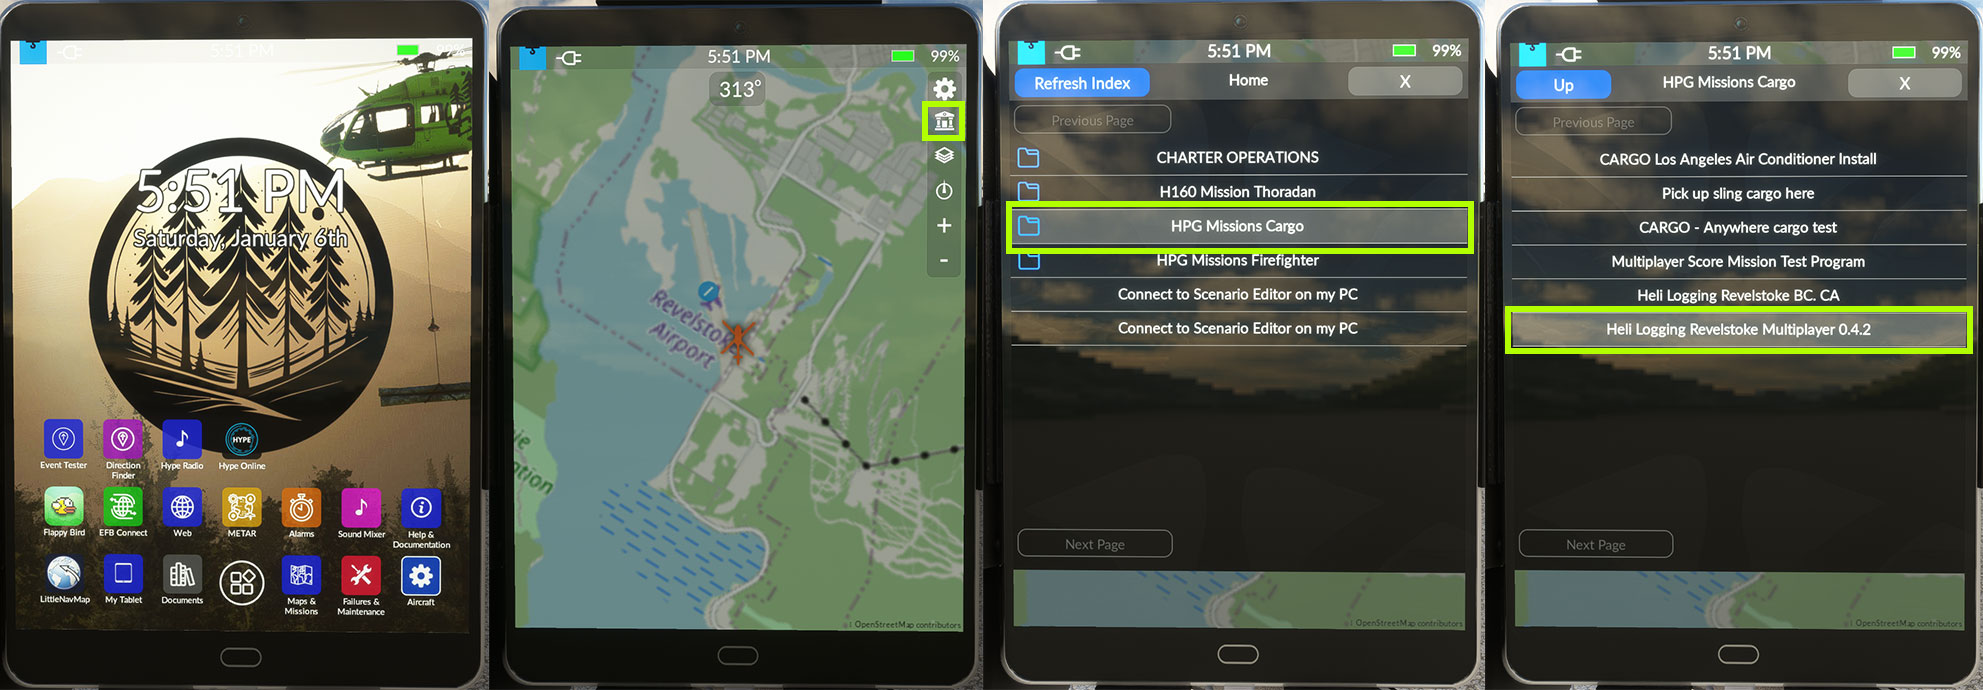 5:51 PM
99%
5:51 PM
Saturday, January 6th
Event Tester
Direction
Finder
Hype Radio
HYPE
Hype Online
Flappy Bird
EFB Connect
Web
METAR
Alarms
Sound Mixer
Help &
Documentation
LittleNavMap
My Tablet
Documents
Maps &
Missions
Failures &
Maintenance
Aircraft
5:51 PM
99%
313°
Revelstoke
Airport
OpenStreetMap contributors
5:51 PM
99%
Refresh Index
Home
X
Previous Page
CHARTER OPERATIONS
H160 Mission Thoradan
HPG Missions Cargo
HPG Missions Firefighter
Connect to Scenario Editor on my PC
Connect to Scenario Editor on my PC
Next Page
OpenStreetMap contributors
5:51 PM
99%
Up
HPG Missions Cargo
X
Previous Page
CARGO Los Angeles Air Conditioner Install
Pick up sling cargo here
CARGO - Anywhere cargo test
Multiplayer Score Mission Test Program
Heli Logging Revelstoke BC. CA
Heli Logging Revelstoke Multiplayer 0.4.2
Next Page
OpenStreetMap contributors